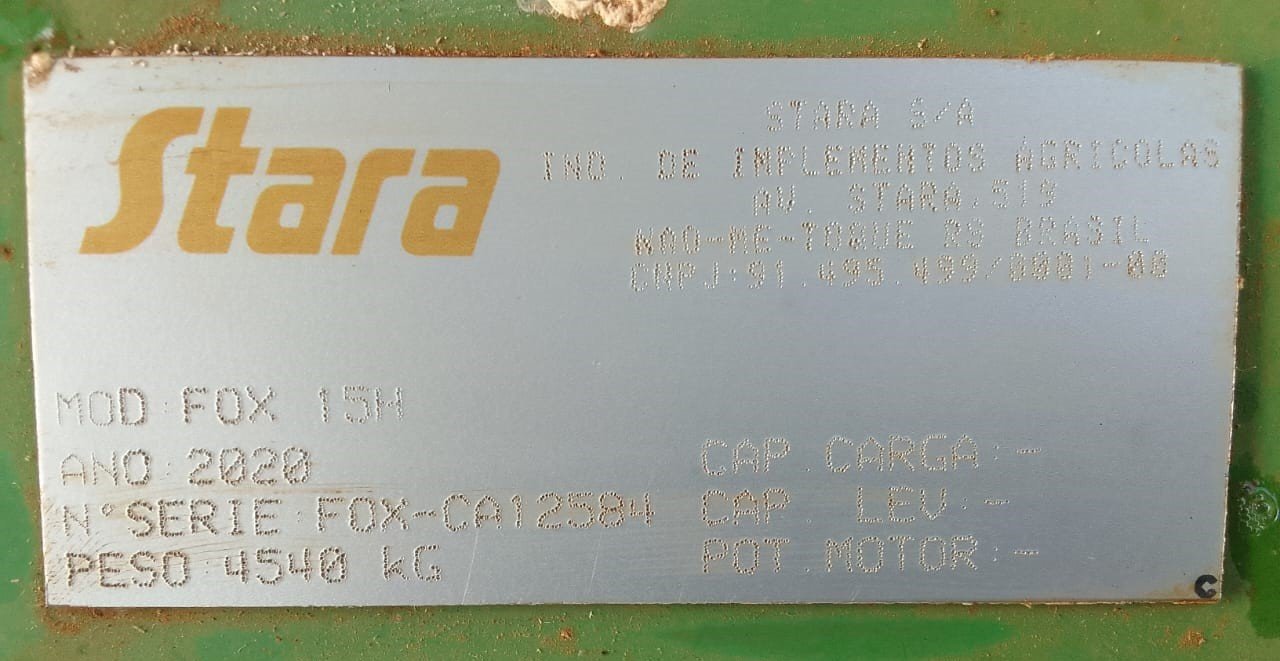 Stara
STARA S/A
IND. DE IMPLEMENTOS AGRICOLAS
AV. STARA,519
NAO-ME-TOQUE RS BRASIL
CNPJ:91.495.499/0001-00
MOD:FOX 15H
ANO:2020
N°SERIE:FOX-CA12584
PESO:4540 kG
CAP.CARGA:-
CAP. LEV:-
POT.MOTOR:-
C